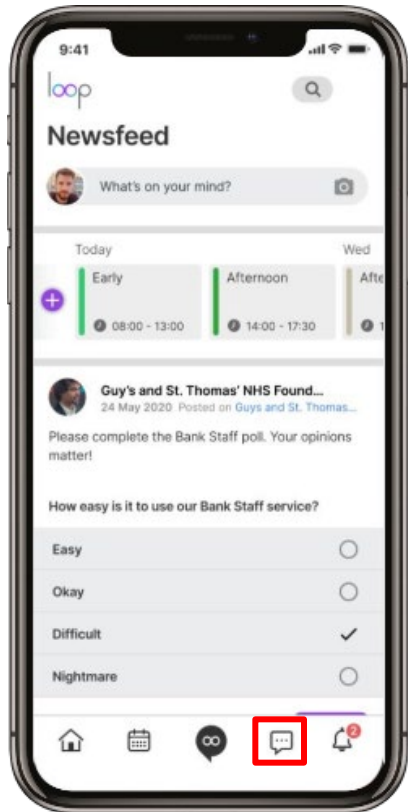 9:41
loop
Newsfeed
What's on your mind?
Today
Wed
Early
Afternoon
Afte
08:00 - 13:00
14:00 - 17:30
1
Guy's and St. Thomas' NHS Found...
24 May 2020 Posted on Guys and St. Thomas...
Please complete the Bank Staff poll. Your opinions
matter!
How easy is it to use our Bank Staff service?
Easy
Okay
Difficult
Nightmare
2